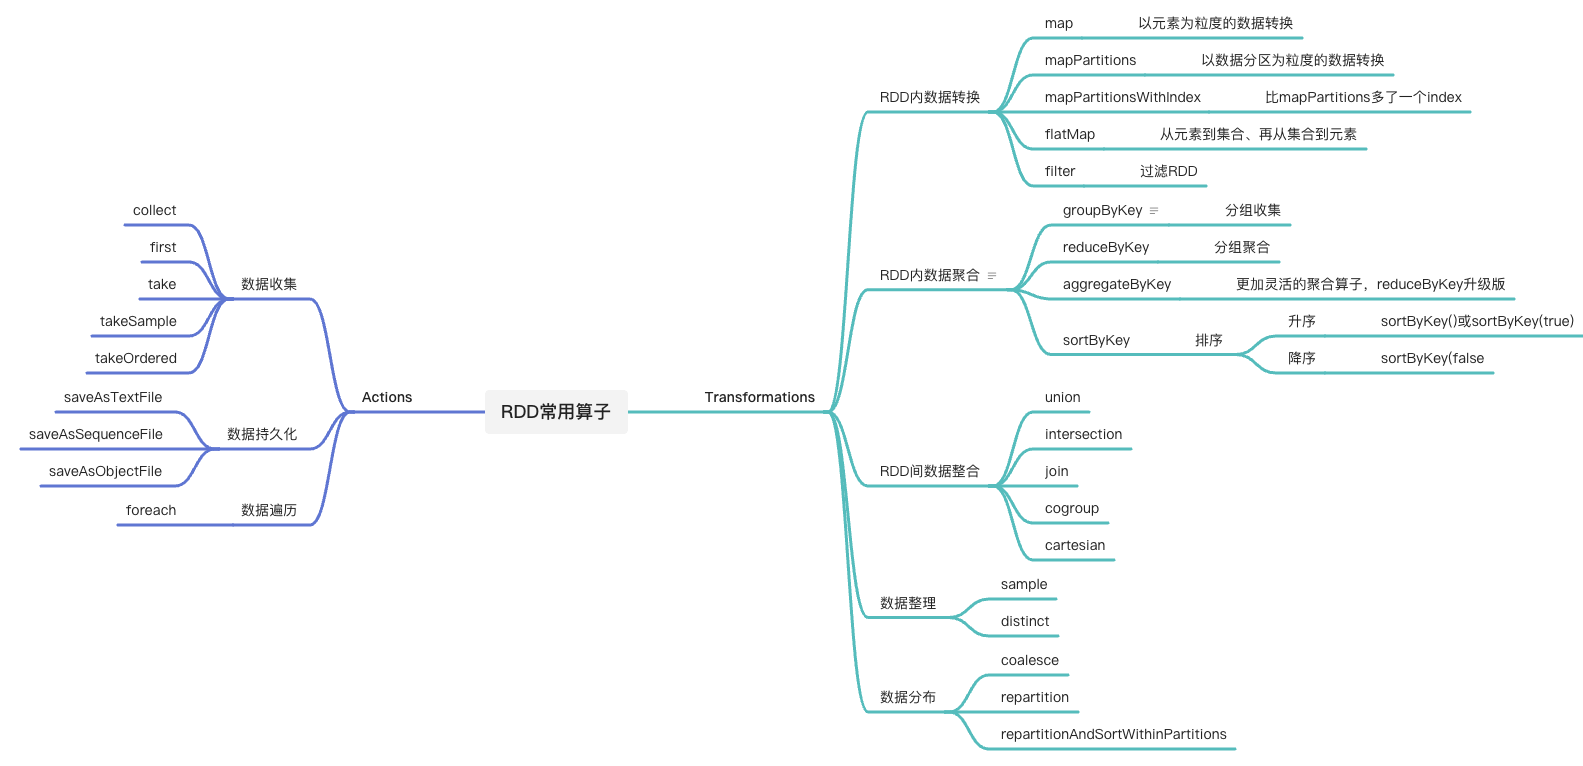 RDD常用算子
Actions
数据收集
collect
first
take
takeSample
takeOrdered
数据持久化
saveAsTextFile
saveAsSequenceFile
saveAsObjectFile
数据遍历
foreach
Transformations
RDD内数据转换
map
以元素为粒度的数据转换
mapPartitions
以数据分区为粒度的数据转换
mapPartitionsWithIndex
比mapPartitions多了一个index
flatMap
从元素到集合、再从集合到元素
filter
过滤RDD
RDD内数据聚合
groupByKey
分组收集
reduceByKey
分组聚合
aggregateByKey
更加灵活的聚合算子，reduceByKey升级版
sortByKey
排序
升序
sortByKey()或sortByKey(true)
降序
sortByKey(false
RDD间数据整合
union
intersection
join
cogroup
cartesian
数据整理
sample
distinct
数据分布
coalesce
repartition
repartitionAndSortWithinPartitions